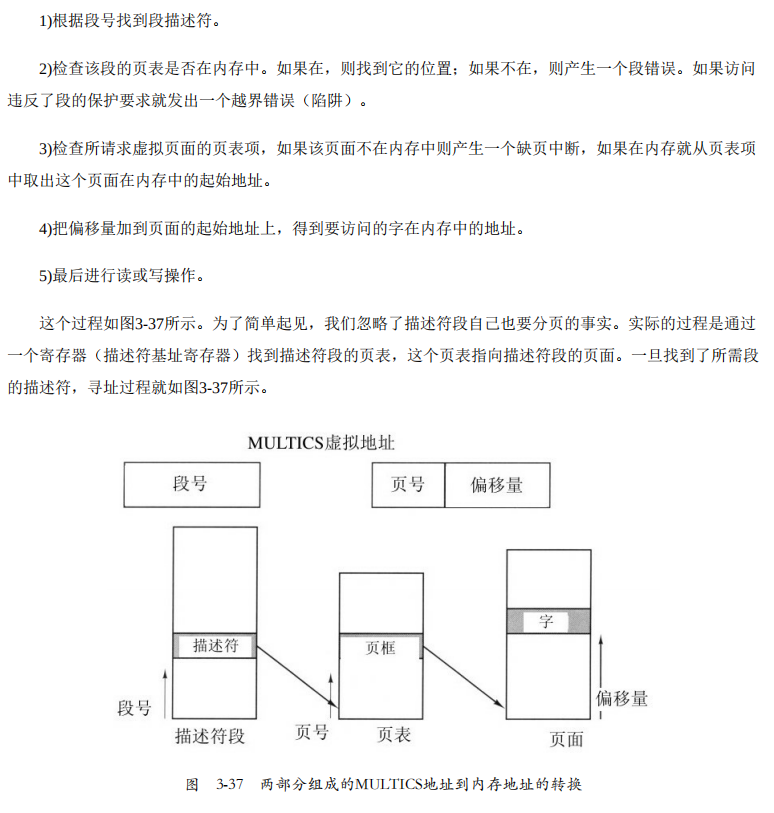 1)根据段号找到段描述符。
2)检查该段的页表是否在内存中。如果在，则找到它的位置；如果不在，则产生一个段错误。如果访问
违反了段的保护要求就发出一个越界错误（陷阱）。
3)检查所请求虚拟页面的页表项，如果该页面不在内存中则产生一个缺页中断，如果在内存就从页表项
中取出这个页面在内存中的起始地址。
4)把偏移量加到页面的起始地址上，得到要访问的字在内存中的地址。
5)最后进行读或写操作。
这个过程如图3-37所示。为了简单起见，我们忽略了描述符段自己也要分页的事实。实际的过程是通过
一个寄存器（描述符基址寄存器）找到描述符段的页表，这个页表指向描述符段的页面。一旦找到了所需段
的描述符，寻址过程就如图3-37所示。
MULTICS虚拟地址
段号
页号
偏移量
字
描述符
页框
段号
偏移量
描述符段
页号
页表
页面
图 3-37 两部分组成的MULTICS地址到内存地址的转换